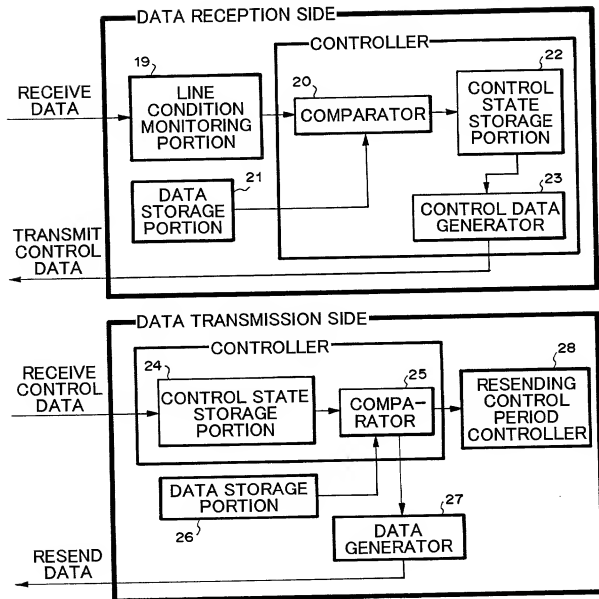 DATA RECEPTION SIDE
CONTROLLER
RECEIVE
DATA
19
LINE
CONDITION
MONITORING
PORTION
20
COMPARATOR
22
CONTROL
STATE
STORAGE
PORTION
21
DATA
STORAGE
PORTION
23
CONTROL DATA
GENERATOR
TRANSMIT
CONTROL
DATA
DATA TRANSMISSION SIDE
CONTROLLER
RECEIVE
CONTROL
DATA
24
CONTROL STATE
STORAGE
PORTION
25
COMPA-
RATOR
28
RESENDING
CONTROL
PERIOD
CONTROLLER
DATA STORAGE
PORTION
26
27
DATA
GENERATOR
RESEND
DATA